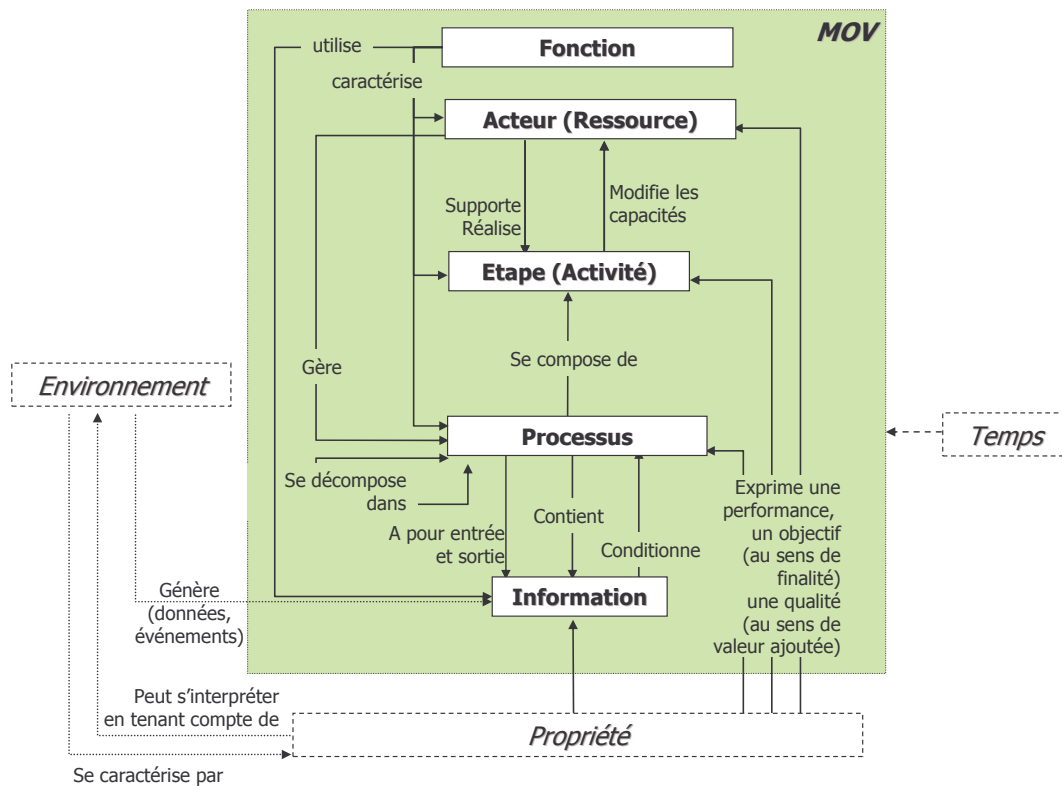 MOV
utilise
Fonction
caractérise
Acteur (Ressource)
Supporte
Réalise
Modifie les
capacités
Etape (Activité)
Gère
Se compose de
Environnement
Processus
Temps
Se décompose
dans
A pour entrée
et sortie
Contient
Conditionne
Exprime une
performance,
un objectif
(au sens de
finalité)
une qualité
(au sens de
valeur ajoutée)
Génère
(données,
événements)
Information
Peut s’interpréter
en tenant compte de
Propriété
Se caractérise par